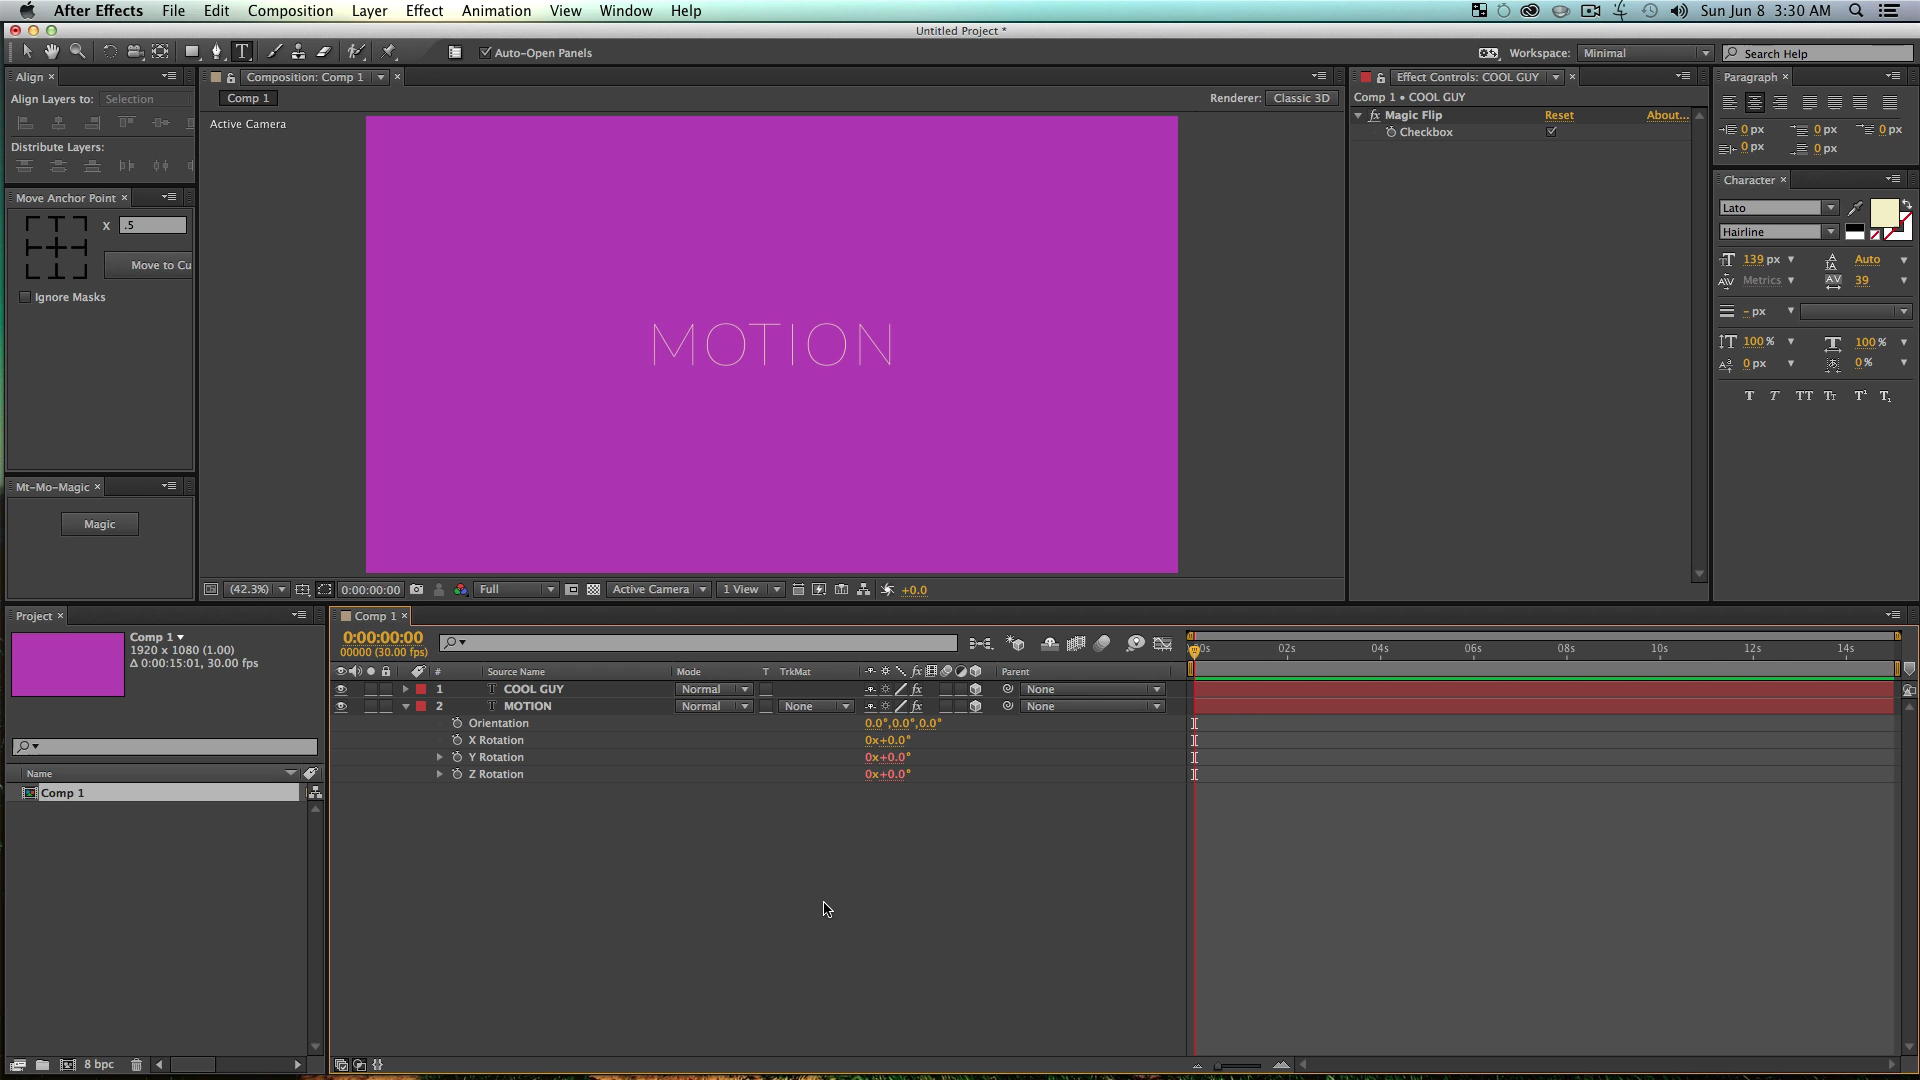 After Effects File Edit Composition Layer Effect Animation View Window Help Sun Jun 8 3:30 AM
Untitled Project *
T Auto-Open Panels Workspace: Minimal Search Help
Align × Composition: Comp 1 × Effect Controls: COOL GUY × Paragraph ×
Align Layers to: Selection Comp 1 Renderer: Classic 3D Comp 1 • COOL GUY
Active Camera fx Magic Flip Reset About...
Checkbox 0 px 0 px 0 px
Distribute Layers: 0 px 0 px
Move Anchor Point × Character ×
X .5 Lato
Hairline
Move to Cu 139 px Auto
Metrics 39
Ignore Masks - px
MOTION 100 % 100 %
0 px 0 %
T T TT Tt T¹ T₁
Mt-Mo-Magic ×
Magic
(42.3%) 0:00:00:00 Full Active Camera 1 View +0.0
Project × Comp 1 ×
Comp 1 0:00:00:00
1920 x 1080 (1.00) 00000 (30.00 fps) 02s 04s 06s 08s 10s 12s 14s
Δ 0:00:15:01, 30.00 fps
# Source Name Mode T TrkMat fx Parent
1 T COOL GUY Normal fx None
2 T MOTION Normal None fx None
Orientation 0.0°,0.0°,0.0°
X Rotation 0x+0.0°
Y Rotation 0x+0.0°
Z Rotation 0x+0.0°
Name
Comp 1
8 bpc